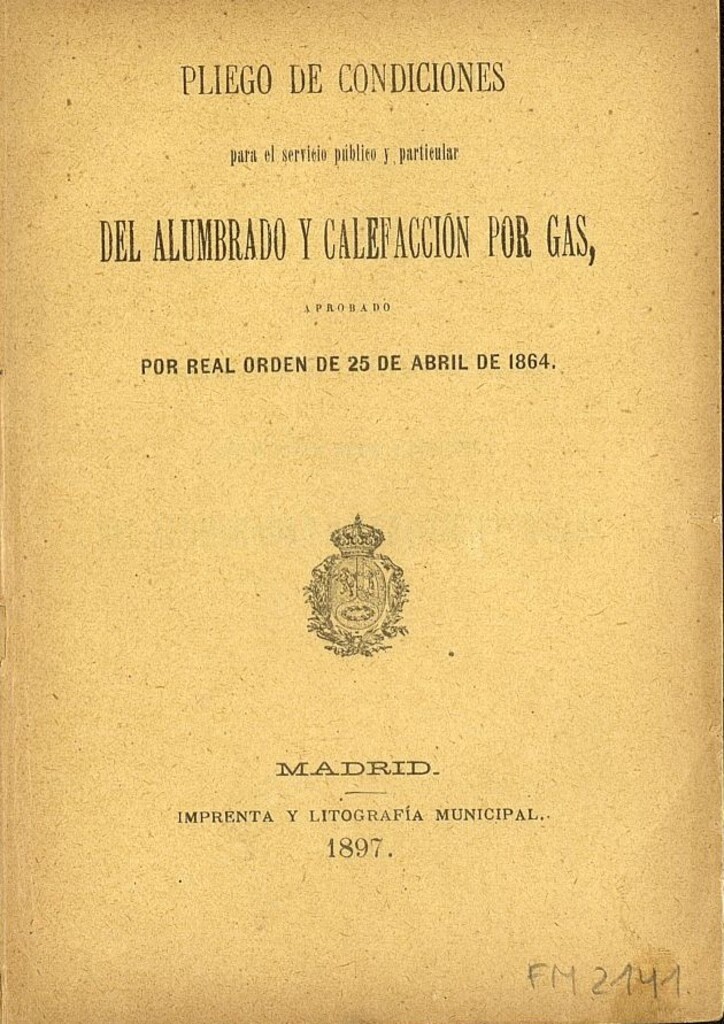 PLIEGO DE CONDICIONES
para el servicio público y particular
DEL ALUMBRADO Y CALEFACCIÓN POR GAS,
APROBADO
POR REAL ORDEN DE 25 DE ABRIL DE 1864.
MADRID.
IMPRENTA Y LITOGRAFÍA MUNICIPAL.
1897.
FM 2141.